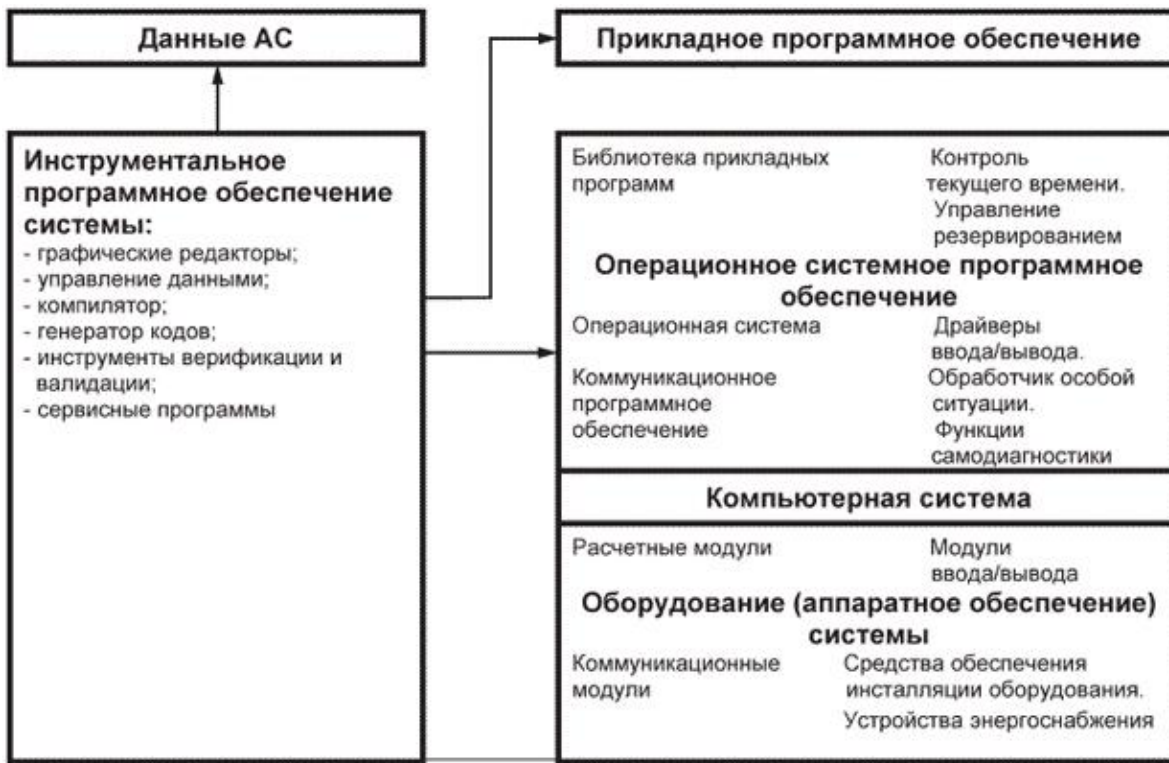 Данные АС
Прикладное программное обеспечение
Инструментальное
программное обеспечение
системы:
- графические редакторы;
- управление данными;
- компилятор;
- генератор кодов;
- инструменты верификации и
валидации;
- сервисные программы
Библиотека прикладных
программ
Контроль
текущего времени.
Управление
резервированием
Операционное системное программное
обеспечение
Операционная система
Драйверы
ввода/вывода.
Коммуникационное
программное
обеспечение
Обработчик особой
ситуации.
Функции
самодиагностики
Компьютерная система
Расчетные модули
Модули
ввода/вывода
Оборудование (аппаратное обеспечение)
системы
Коммуникационные
модули
Средства обеспечения
инсталляции оборудования.
Устройства энергоснабжения